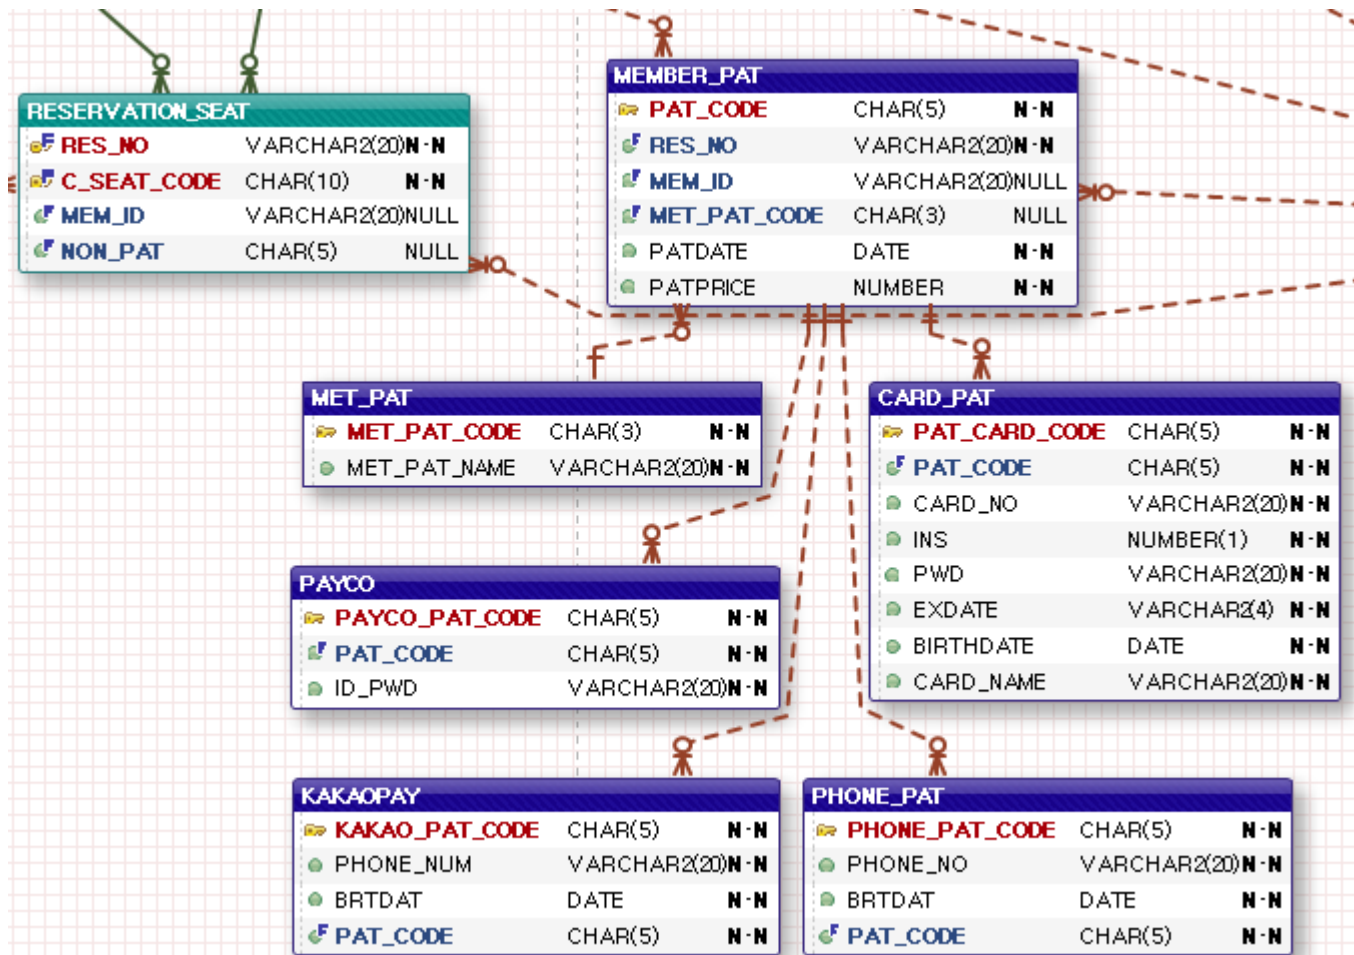 RESERVATION_SEAT
RES_NO VARCHAR2(20) N-N
C_SEAT_CODE CHAR(10) N-N
MEM_ID VARCHAR2(20) NULL
NON_PAT CHAR(5) NULL
MEMBER_PAT
PAT_CODE CHAR(5) N-N
RES_NO VARCHAR2(20) N-N
MEM_ID VARCHAR2(20) NULL
MET_PAT_CODE CHAR(3) NULL
PATDATE DATE N-N
PATPRICE NUMBER N-N
MET_PAT
MET_PAT_CODE CHAR(3) N-N
MET_PAT_NAME VARCHAR2(20) N-N
CARD_PAT
PAT_CARD_CODE CHAR(5) N-N
PAT_CODE CHAR(5) N-N
CARD_NO VARCHAR2(20) N-N
INS NUMBER(1) N-N
PWD VARCHAR2(20) N-N
EXDATE VARCHAR2(4) N-N
BIRTHDATE DATE N-N
CARD_NAME VARCHAR2(20) N-N
PAYCO
PAYCO_PAT_CODE CHAR(5) N-N
PAT_CODE CHAR(5) N-N
ID_PWD VARCHAR2(20) N-N
KAKAOPAY
KAKAO_PAT_CODE CHAR(5) N-N
PHONE_NUM VARCHAR2(20) N-N
BRTDAT DATE N-N
PAT_CODE CHAR(5) N-N
PHONE_PAT
PHONE_PAT_CODE CHAR(5) N-N
PHONE_NO VARCHAR2(20) N-N
BRTDAT DATE N-N
PAT_CODE CHAR(5) N-N